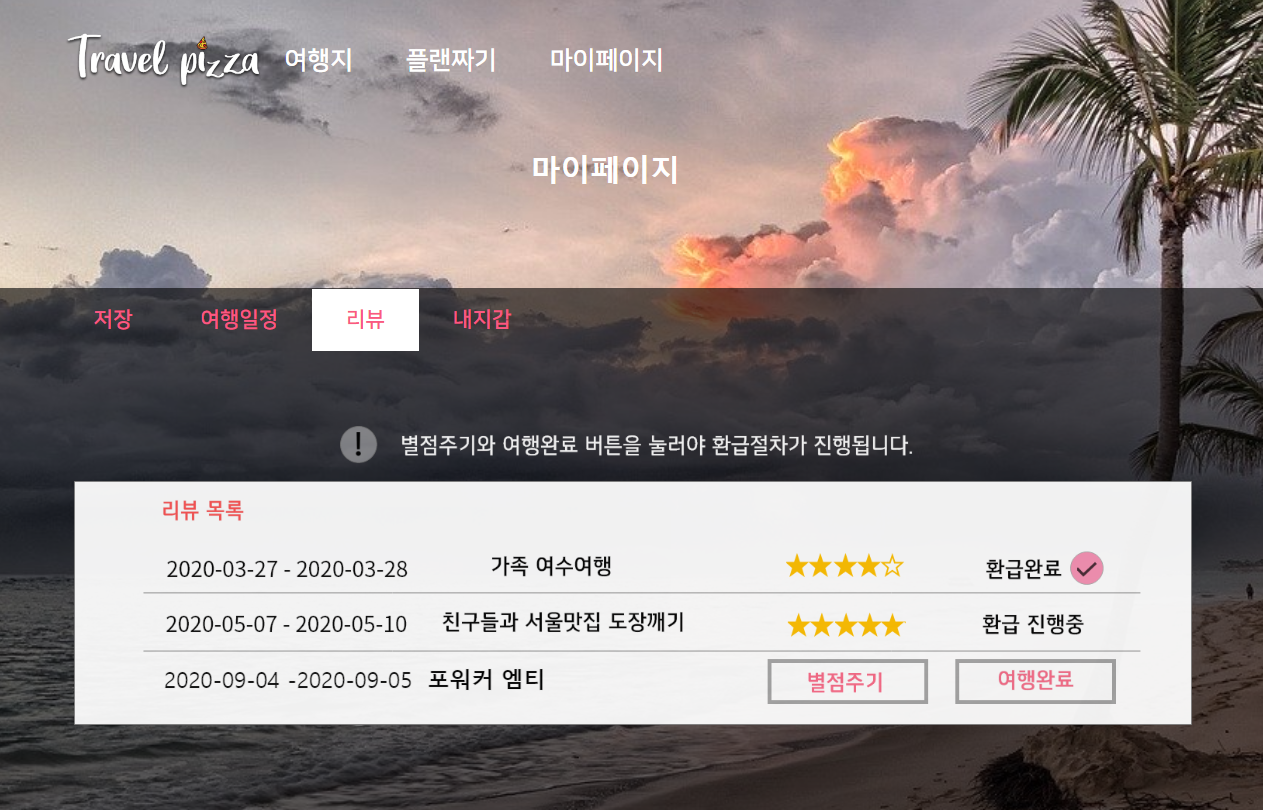 Travel pizza 여행지 플랜짜기 마이페이지
마이페이지
저장 여행일정 리뷰 내지갑
! 별점주기와 여행완료 버튼을 눌러야 환급절차가 진행됩니다.
리뷰 목록
2020-03-27 - 2020-03-28 가족 여수여행 ★★★★☆ 환급완료
2020-05-07 - 2020-05-10 친구들과 서울맛집 도장깨기 ★★★★★ 환급 진행중
2020-09-04 -2020-09-05 포워커 엠티 별점주기 여행완료